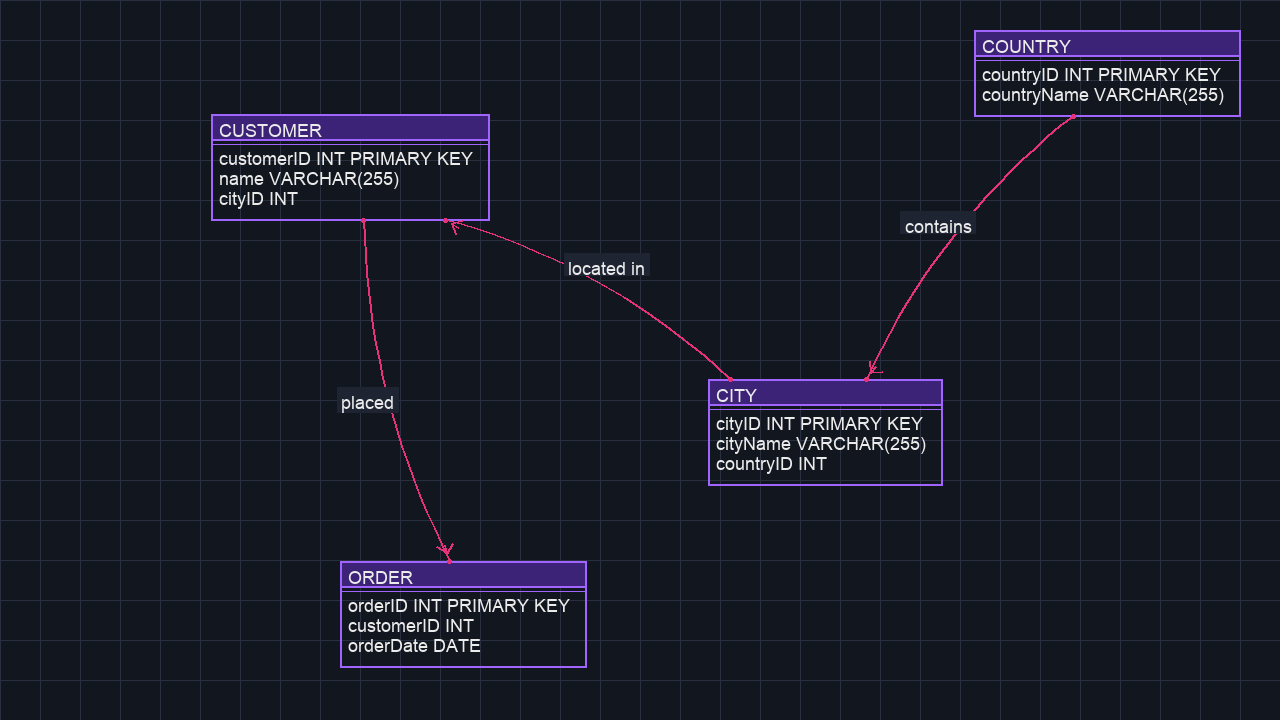 COUNTRY
countryID INT PRIMARY KEY
countryName VARCHAR(255)
CUSTOMER
customerID INT PRIMARY KEY
name VARCHAR(255)
cityID INT
contains
located in
CITY
cityID INT PRIMARY KEY
cityName VARCHAR(255)
countryID INT
placed
ORDER
orderID INT PRIMARY KEY
customerID INT
orderDate DATE